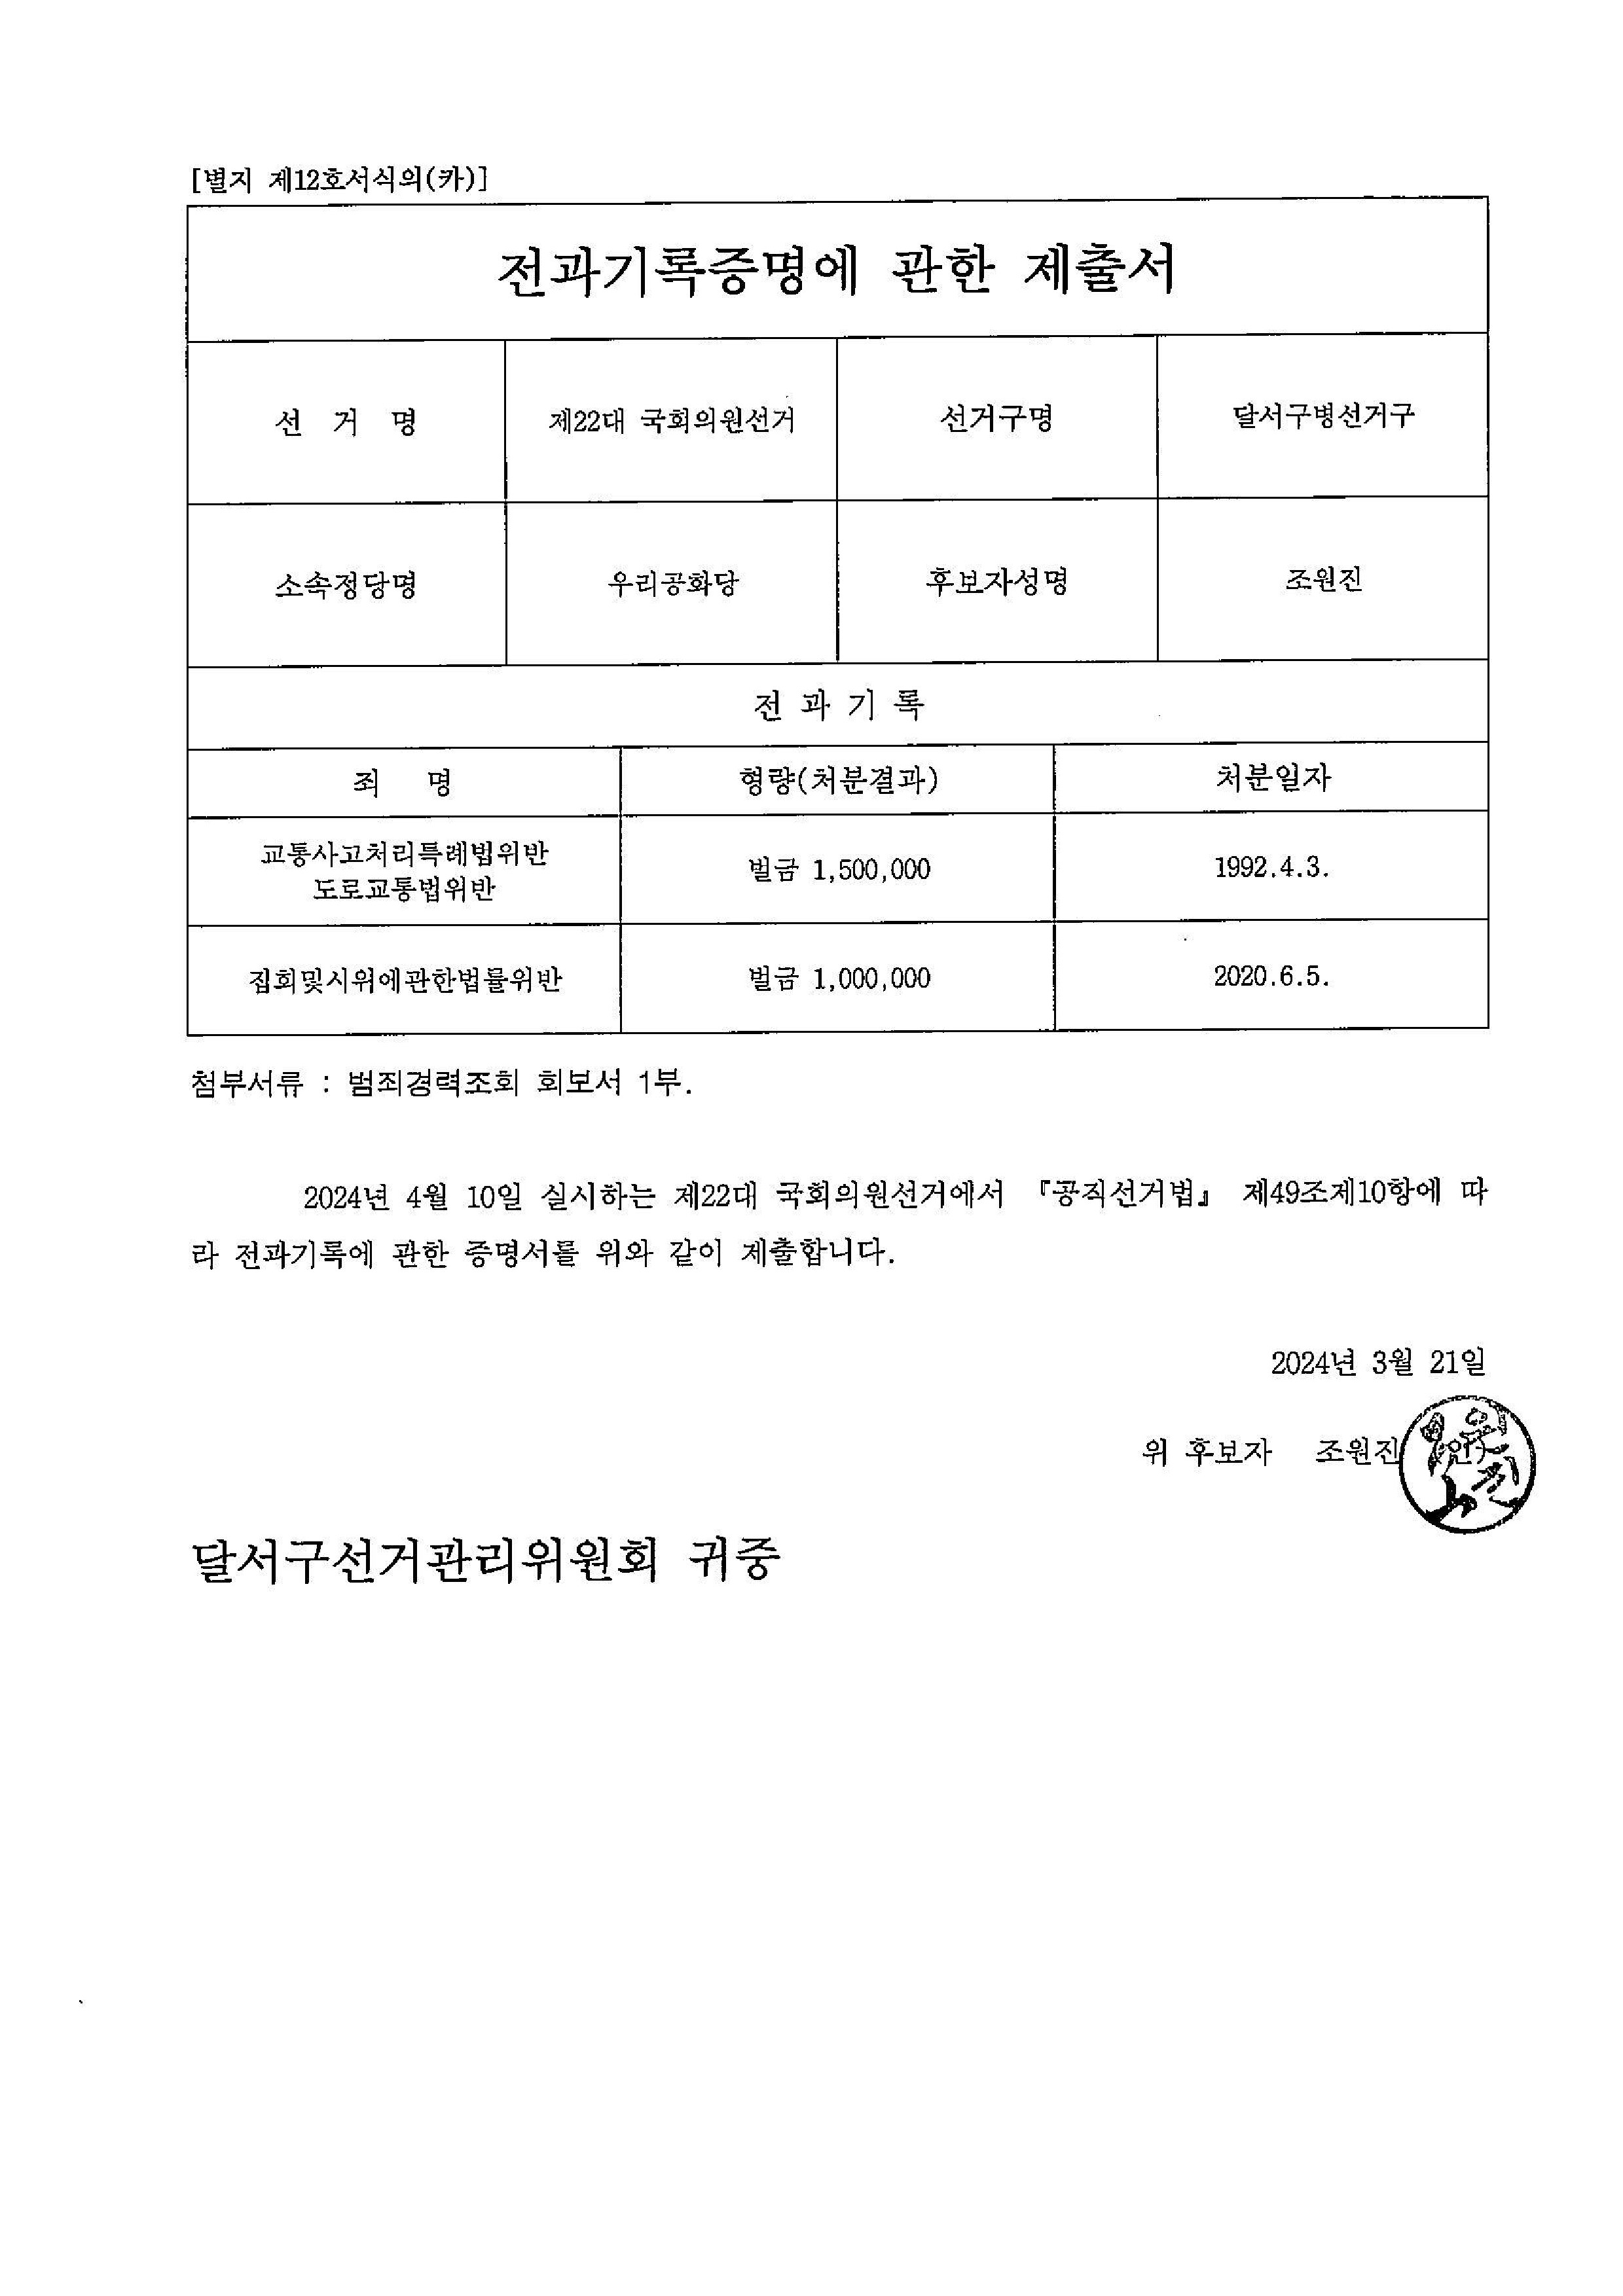 [별지 제12호서식의(카)]
전과기록증명에 관한 제출서
선 거 명 제22대 국회의원선거 선거구명 달서구병선거구
소속정당명 우리공화당 후보자성명 조원진
전 과 기 록
죄 명 형량(처분결과) 처분일자
교통사고처리특례법위반
도로교통법위반
벌금 1,500,000 1992.4.3.
집회및시위에관한법률위반 벌금 1,000,000 2020.6.5.
첨부서류 : 범죄경력조회 회보서 1부.
2024년 4월 10일 실시하는 제22대 국회의원선거에서 『공직선거법』 제49조제10항에 따
라 전과기록에 관한 증명서를 위와 같이 제출합니다.
2024년 3월 21일
위 후보자 조원진
달서구선거관리위원회 귀중